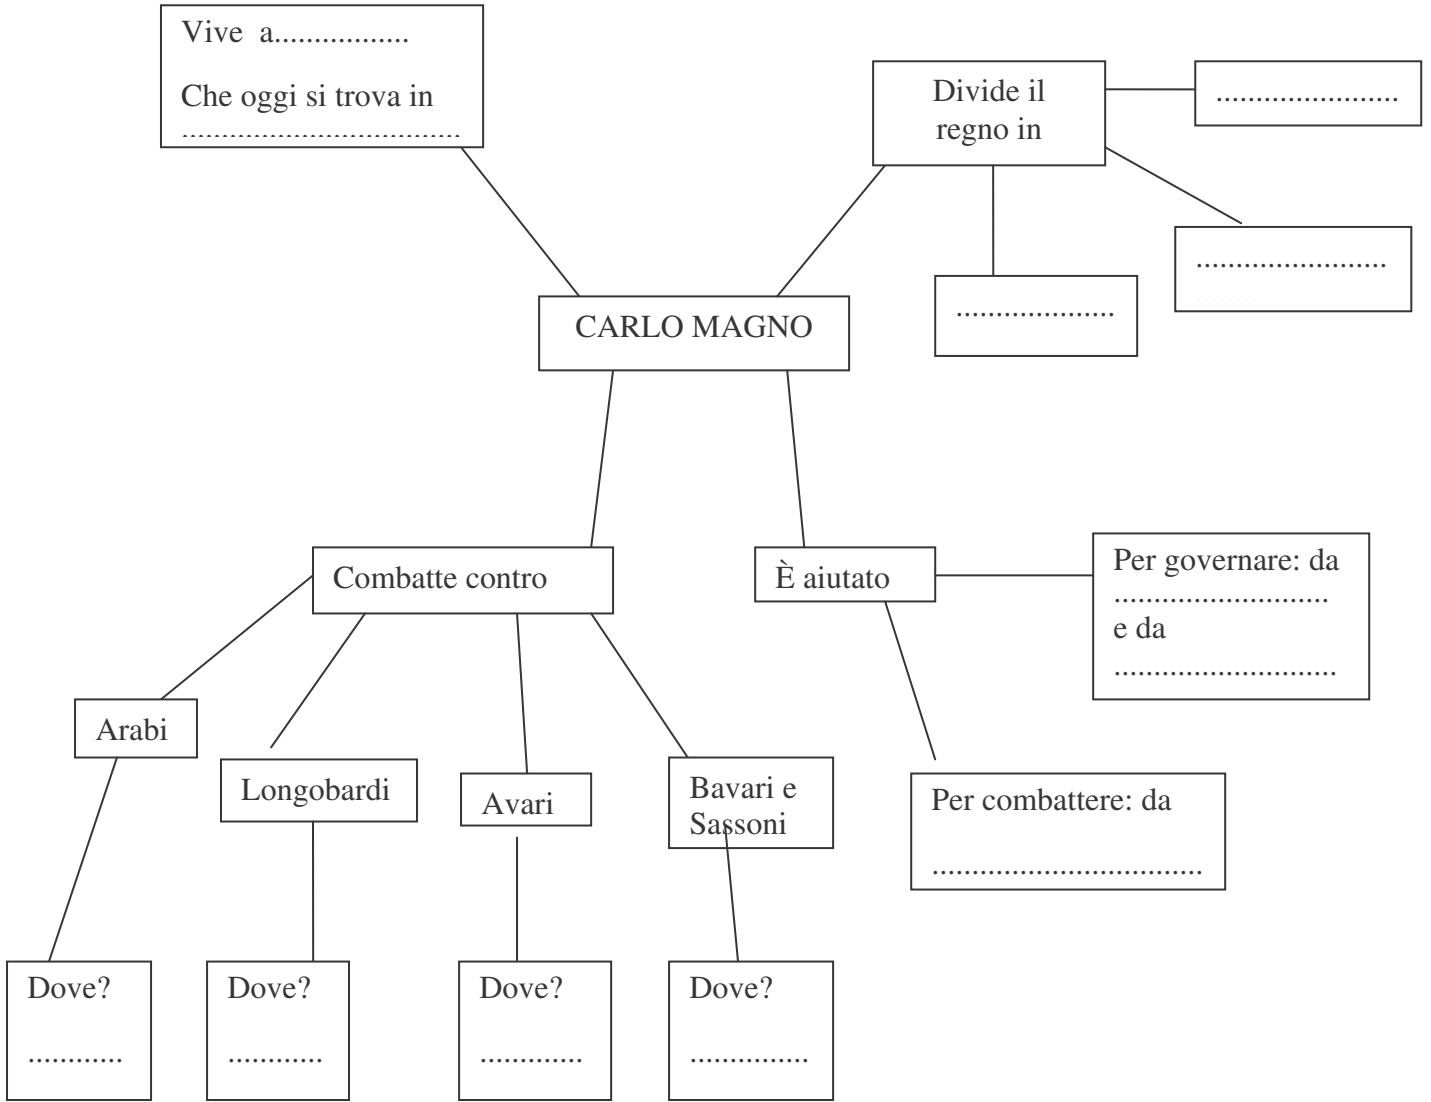 Vive a.................
Che oggi si trova in
...................................
Divide il
regno in
.......................
........................
........
....................
CARLO MAGNO
Combatte contro
È aiutato
Per governare: da
...........................
e da
............................
Arabi
Longobardi
Avari
Bavari e
Sassoni
Per combattere: da
..................................
Dove?
............
Dove?
............
Dove?
.............
Dove?
...............